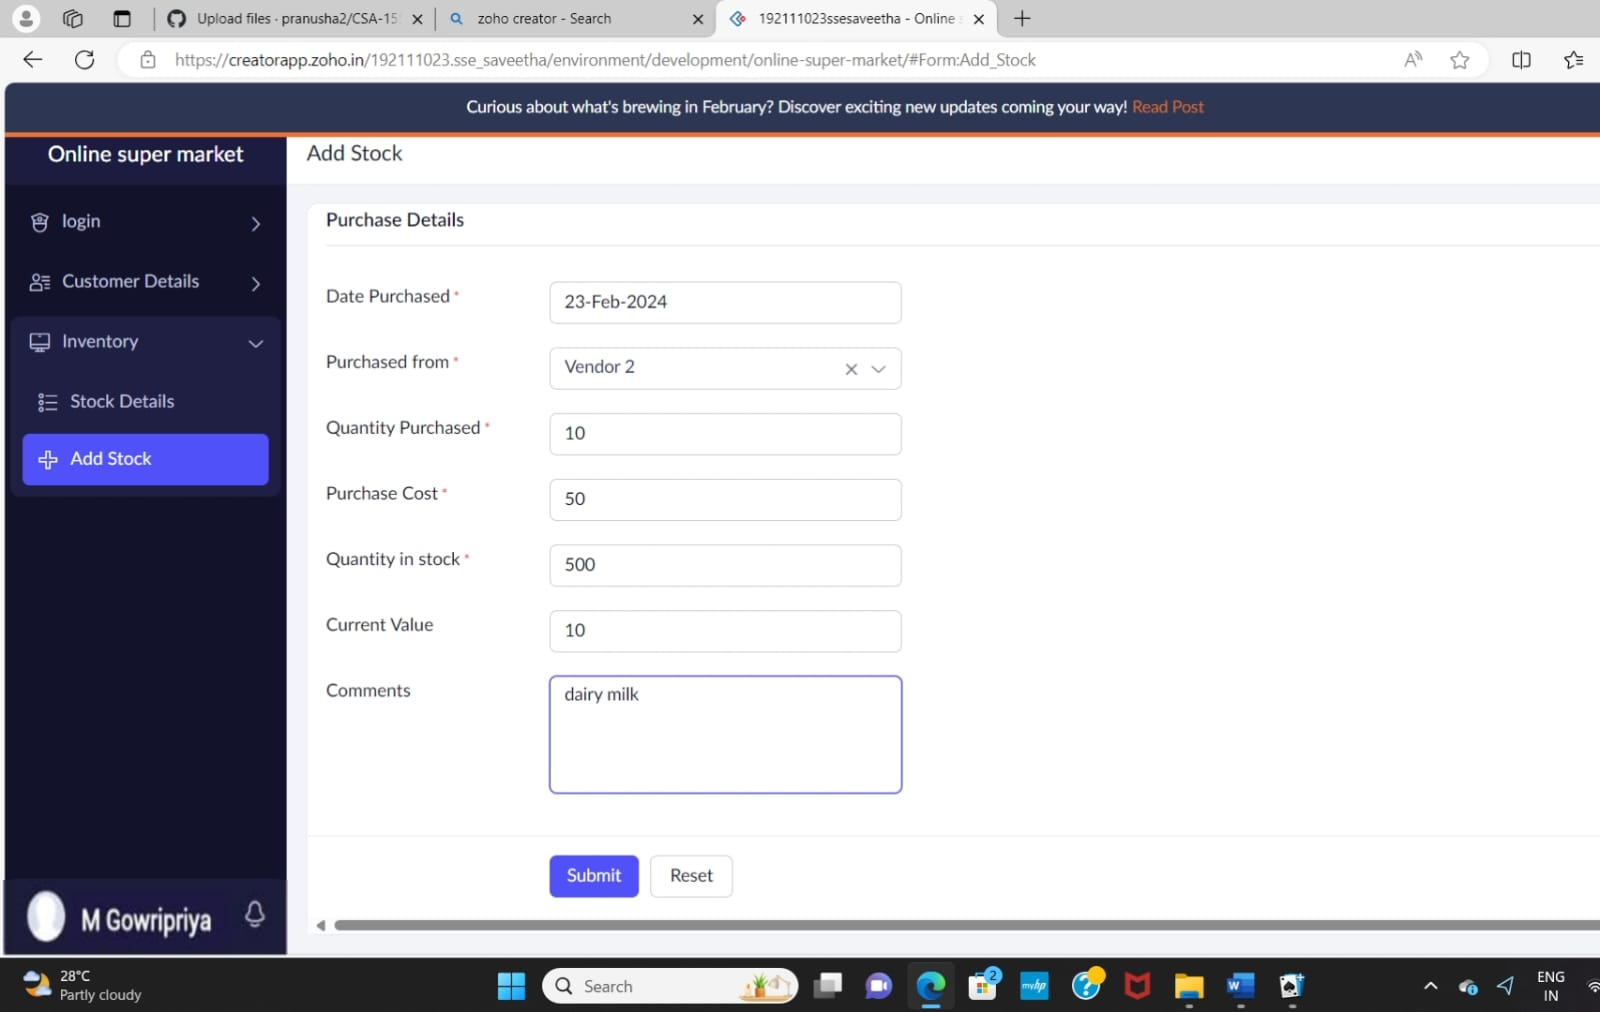 Upload files · pranusha2/CSA-15
zoho creator - Search
192111023ssesaveetha - Online
https://creatorapp.zoho.in/192111023.sse_saveetha/environment/development/online-super-market/#Form:Add_Stock
Curious about what's brewing in February? Discover exciting new updates coming your way! Read Post
Online super market
Add Stock
login
Customer Details
Inventory
Stock Details
Add Stock
Purchase Details
Date Purchased *
23-Feb-2024
Purchased from *
Vendor 2
Quantity Purchased *
10
Purchase Cost *
50
Quantity in stock *
500
Current Value
10
Comments
dairy milk
Submit
Reset
M Gowripriya
28°C
Partly cloudy
Search
2
myhp
W
ENG
IN